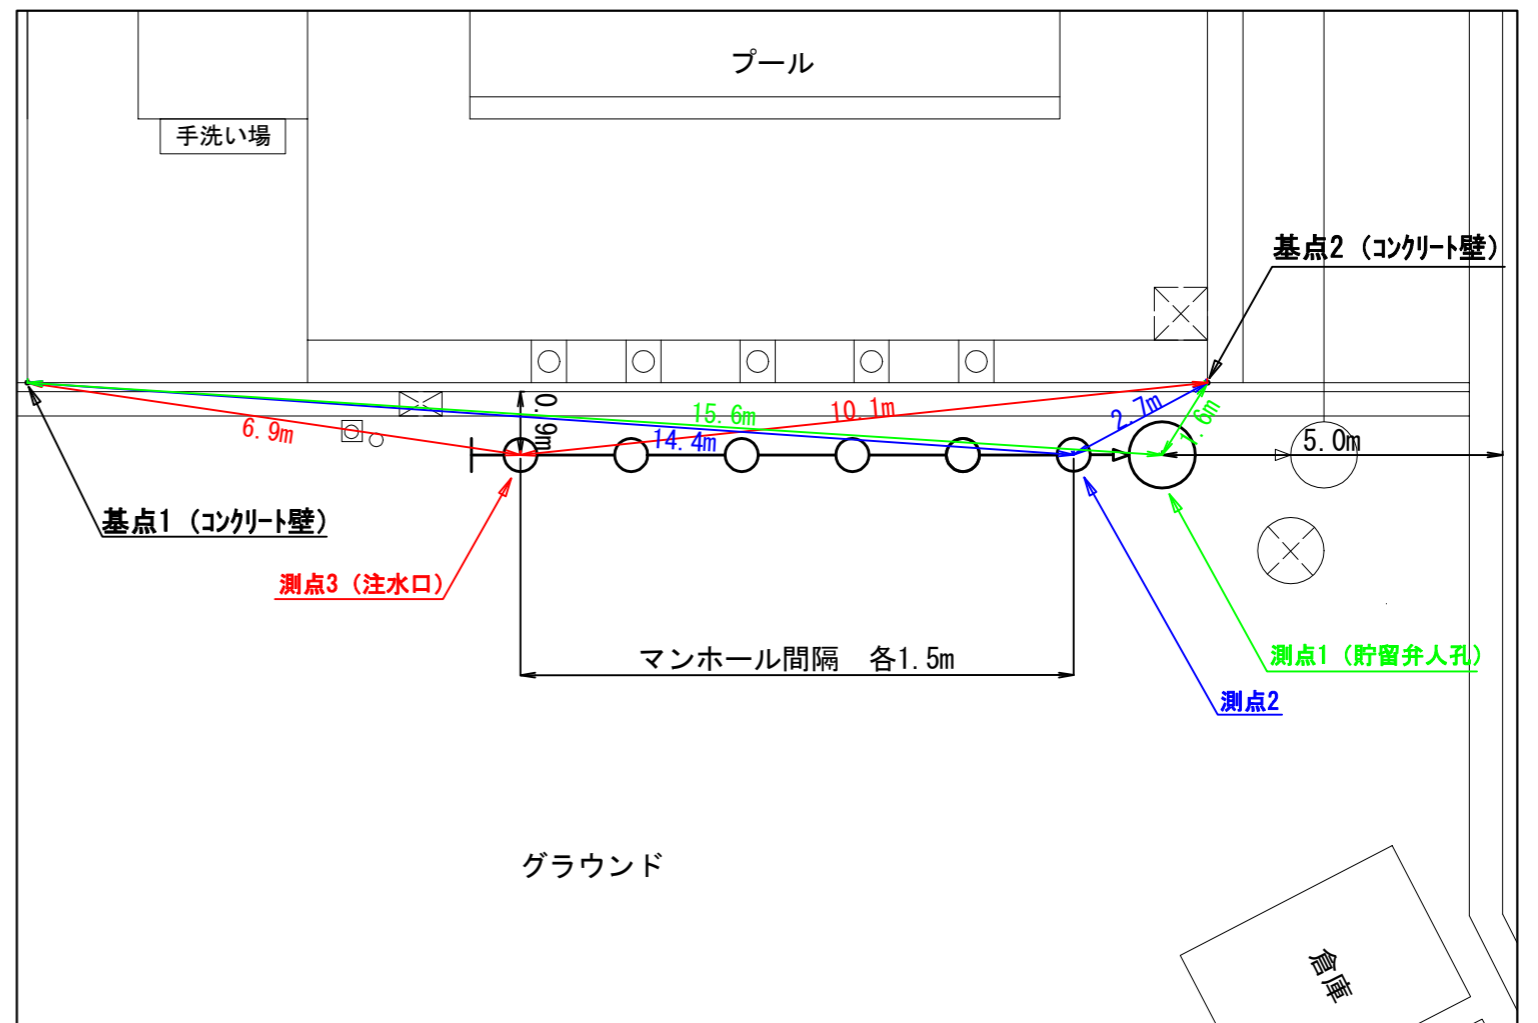 プール
手洗い場
基点2 (コンクリート壁)
0.9m
15.6m
10.1m
2.7m
1.6m
6.9m
14.4m
5.0m
基点1 (コンクリート壁)
測点3 (注水口)
マンホール間隔　各1.5m
測点1 (貯留弁人孔)
測点2
グラウンド
倉庫